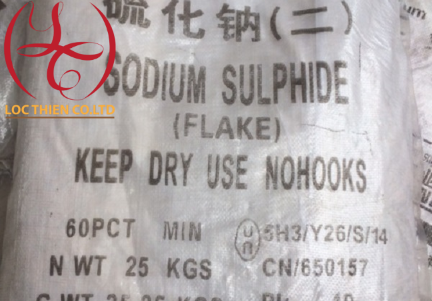 硫化钠(二)
LOC THIEN CO.LTD
SODIUM SULPHIDE
(FLAKE)
KEEP DRY USE NOHOOKS
60PCT MIN
un 5H3/Y26/S/14
N WT 25 KGS
CN/650157